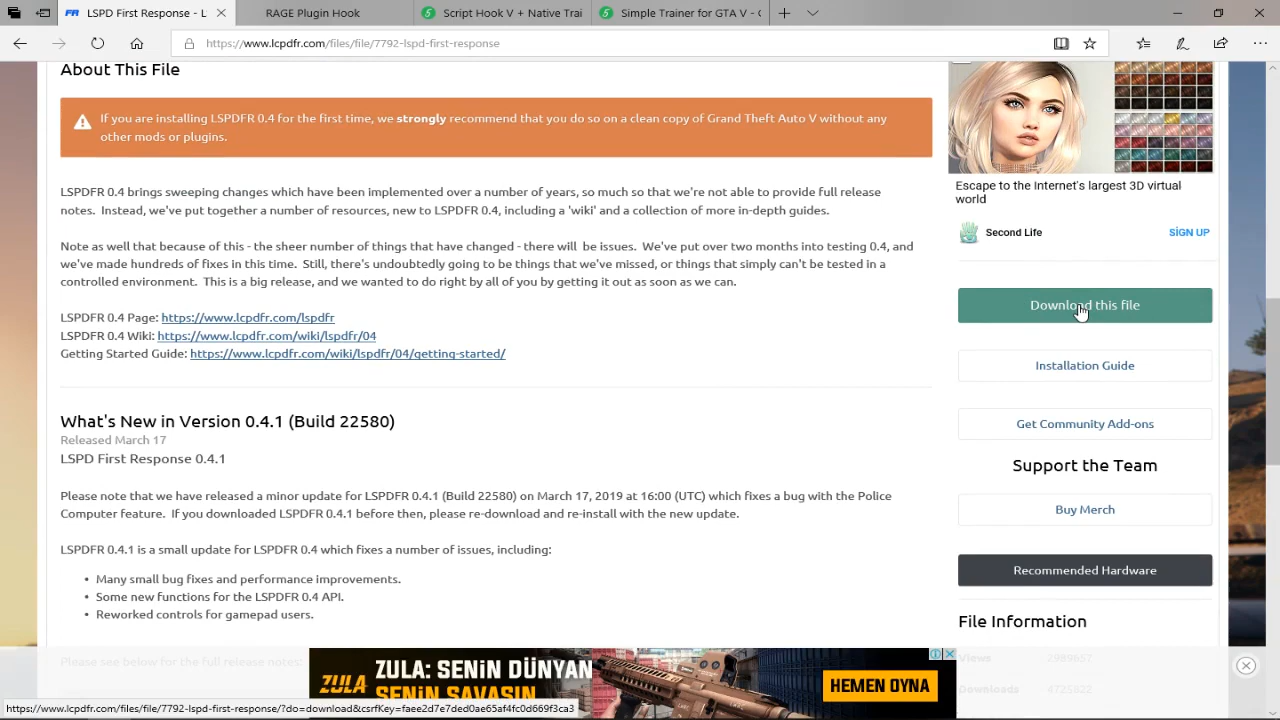 FR
LCPDFR.com
5
5
Simple Trainer for Grand Th
https://www.lcpdfr.com/files/file/7792-lspd-first-response
About This File
If you are installing LSPDFR 0.4 for the first time, we strongly recommend that you do so on a clean copy of Grand Theft Auto V without any
other mods or plugins.
LSPDFR 0.4 brings sweeping changes which have been implemented over a number of years, so much so that we're not able to provide full release
notes. Instead, we've put together a number of resources, new to LSPDFR 0.4, including a 'wiki' and a collection of more in-depth guides.
Note as well that because of this - the sheer number of things that have changed - there will be issues. We've put over two months into testing 0.4, and
we've made hundreds of fixes in this time. Still, there's undoubtedly going to be things that we've missed, or things that simply can't be tested in a
controlled environment. This is a big release, and we wanted to do right by all of you by getting it out as soon as we can.
LSPDFR 0.4 Page: https://www.lcpdfr.com/lspdfr
LSPDFR 0.4 Wiki: https://www.lcpdfr.com/wiki/lspdfr/04
Getting Started Guide: https://www.lcpdfr.com/wiki/lspdfr/04/getting-started/
What's New in Version 0.4.1 (Build 22580)
Released March 17
LSPD First Response 0.4.1
Please note that we have released a minor update for LSPDFR 0.4.1 (Build 22580) on March 17, 2019 at 16:00 (UTC) which fixes a bug with the Police
Computer feature. If you downloaded LSPDFR 0.4.1 before then, please re-download and re-install with the new update.
LSPDFR 0.4.1 is a small update for LSPDFR 0.4 which fixes a number of issues, including:
• Many small bug fixes and performance improvements.
• Some new functions for the LSPDFR 0.4 API.
• Reworked controls for gamepad users.
Please see below for the full release notes:
Escape to the Internet's largest 3D virtual
world
Second Life
SİGN UP
Download this file
Installation Guide
Get Community Add-ons
Support the Team
Buy Merch
Recommended Hardware
File Information
Views 2989657
Downloads
ZULA
ZULA: SENİN DÜNYAN
SENİN SAVAŞIN
HEMEN OYNA
https://www.lcpdfr.com/files/file/7792-lspd-first-response/?do=download&csrfKey=faee2d7e7ded0ae65af4fc0d669f3ca3